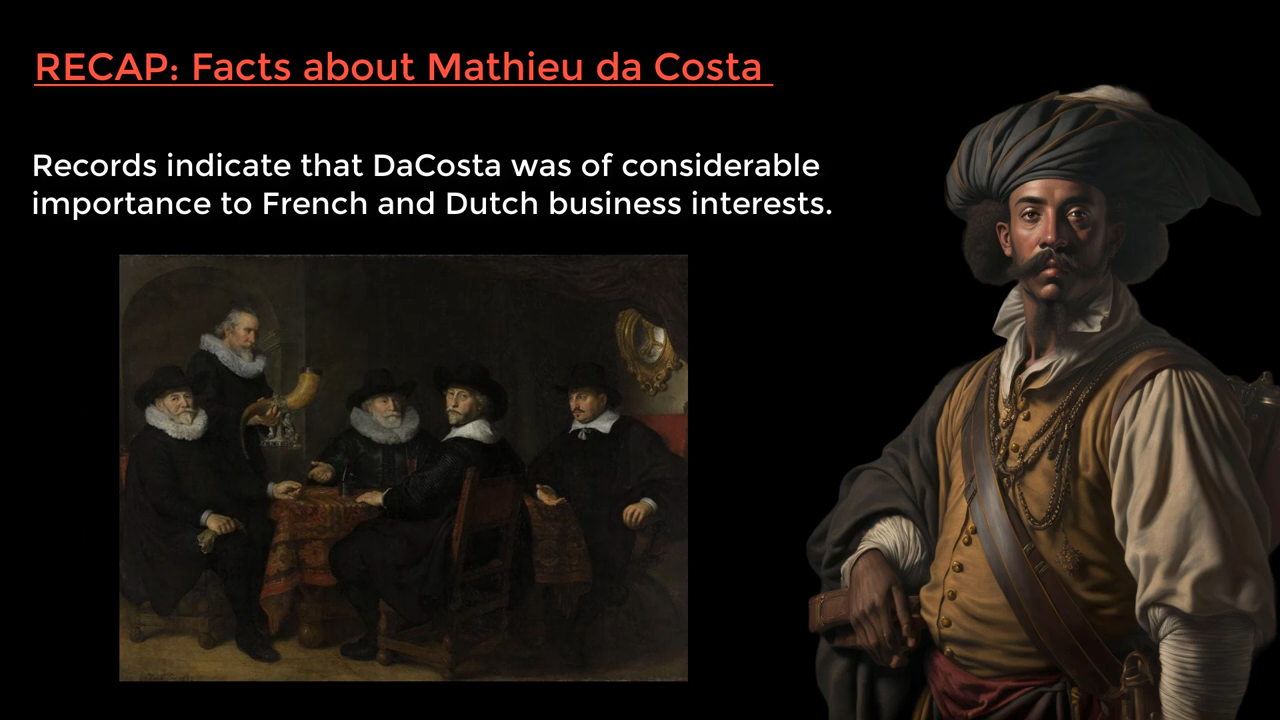 RECAP: Facts about Mathieu da Costa
Records indicate that DaCosta was of considerable
importance to French and Dutch business interests.